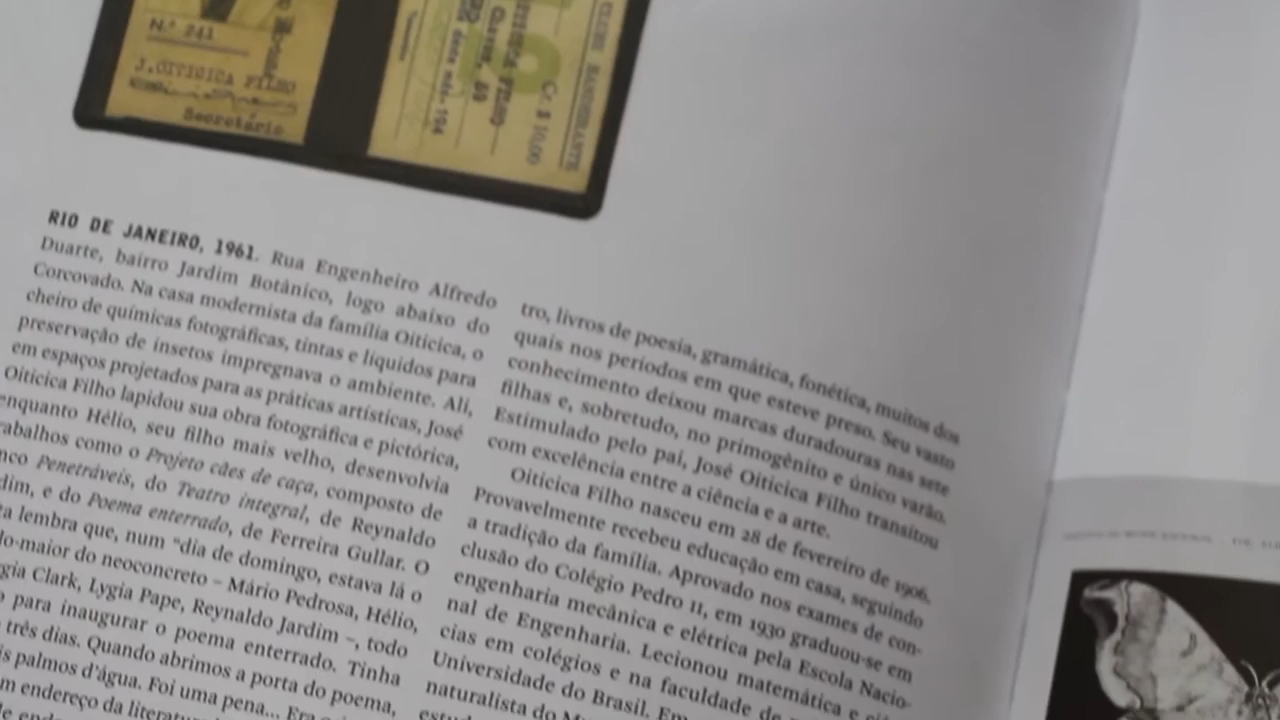 N.º 241
J.OITICICA FILHO
Secretário
CLUBE BANDEIRANTE
Cr. $ 10,00
RIO DE JANEIRO, 1961. Rua Engenheiro Alfredo
Duarte, bairro Jardim Botânico, logo abaixo do
Corcovado. Na casa modernista da família Oiticica, o
cheiro de químicas fotográficas, tintas e líquidos para
preservação de insetos impregnava o ambiente. Ali,
em espaços projetados para as práticas artísticas, José
Oiticica Filho lapidou sua obra fotográfica e pictórica,
enquanto Hélio, seu filho mais velho, desenvolvia
como o Projeto cães de caça, composto de
Penetráveis, do Teatro integral, de Reynaldo
e do Poema enterrado, de Ferreira Gullar. O
lembra que, num “dia de domingo, estava lá o
do neoconcreto – Mário Pedrosa, Hélio,
Clark, Lygia Pape, Reynaldo Jardim –, todo
para inaugurar o poema enterrado. Tinha
três dias. Quando abrimos a porta do poema,
palmos d’água. Foi uma pena... Era
endereço da
tro, livros de poesia, gramática, fonética, muitos dos
quais nos períodos em que esteve preso. Seu vasto
conhecimento deixou marcas duradouras nas sete
filhas e, sobretudo, no primogênito e único varão.
Estimulado pelo pai, José Oiticica Filho transitou
com excelência entre a ciência e a arte.
Oiticica Filho nasceu em 28 de fevereiro de 1906.
Provavelmente recebeu educação em casa, seguindo
a tradição da família. Aprovado nos exames de con-
clusão do Colégio Pedro II, em 1930 graduou-se em
engenharia mecânica e elétrica pela Escola Nacio-
nal de Engenharia. Lecionou matemática e
cias em colégios e na faculdade de
Universidade do Brasil. Em
naturalista do